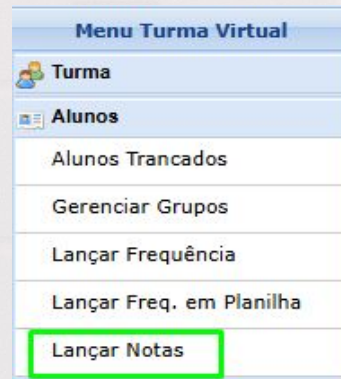 Menu Turma Virtual
Turma
Alunos
Alunos Trancados
Gerenciar Grupos
Lançar Frequência
Lançar Freq. em Planilha
Lançar Notas